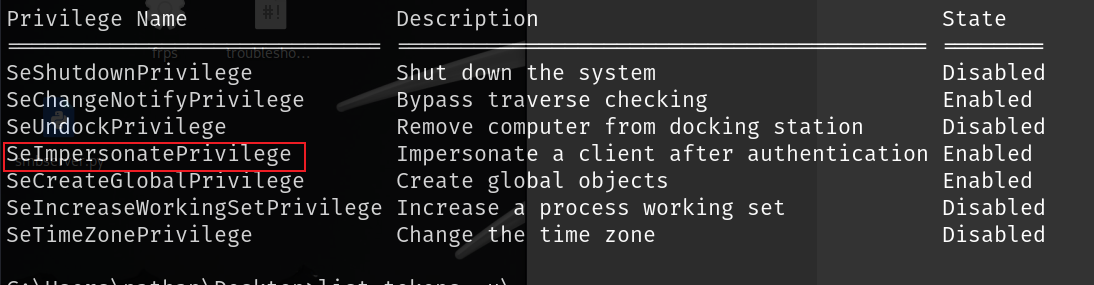 Privilege Name Description State
SeShutdownPrivilege Shut down the system Disabled
SeChangeNotifyPrivilege Bypass traverse checking Enabled
SeUndockPrivilege Remove computer from docking station Disabled
SeImpersonatePrivilege Impersonate a client after authentication Enabled
SeCreateGlobalPrivilege Create global objects Enabled
SeIncreaseWorkingSetPrivilege Increase a process working set Disabled
SeTimeZonePrivilege Change the time zone Disabled
#!
frps troublesho...